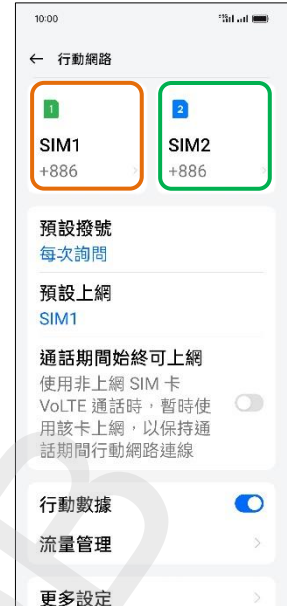 10:00
← 行動網路
1
2
SIM1
SIM2
+886
+886
預設撥號
每次詢問
預設上網
SIM1
通話期間始終可上網
使用非上網 SIM 卡
VoLTE 通話時，暫時使
用該卡上網，以保持通
話期間行動網路連線
行動數據
流量管理
更多設定